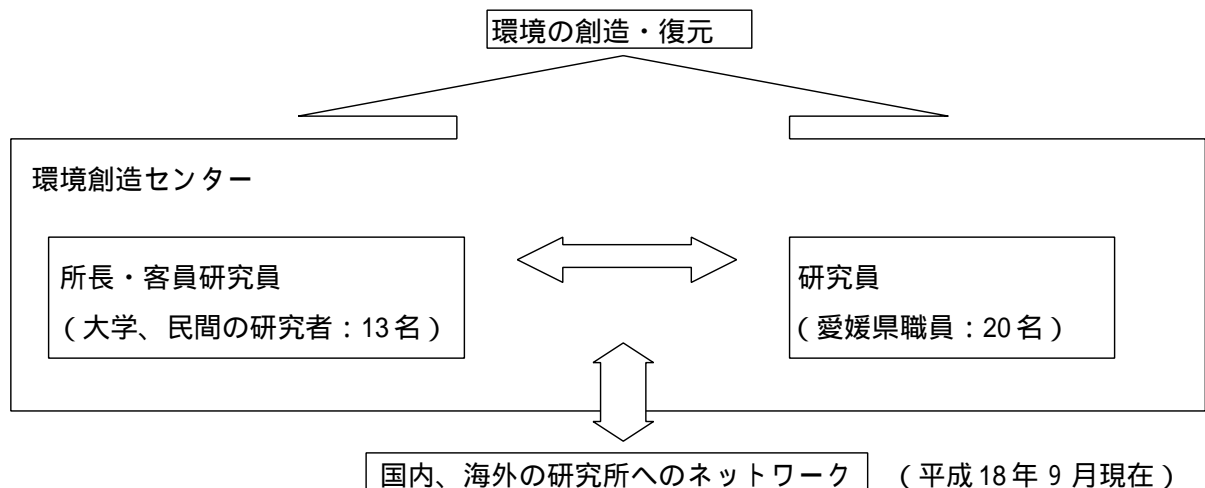 環境の創造・復元
環境創造センター
所長・客員研究員
（大学、民間の研究者：13名）
研究員
（愛媛県職員：20名）
国内、海外の研究所へのネットワーク （平成18年9月現在）